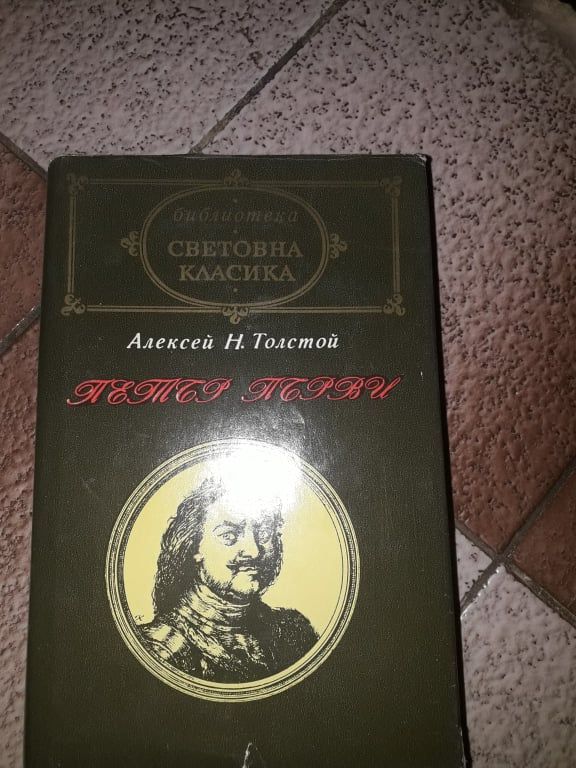 библиотека
СВЕТОВНА
КЛАСИКА
Алексей Н. Толстой
ПЕТЪР ПЪРВИ